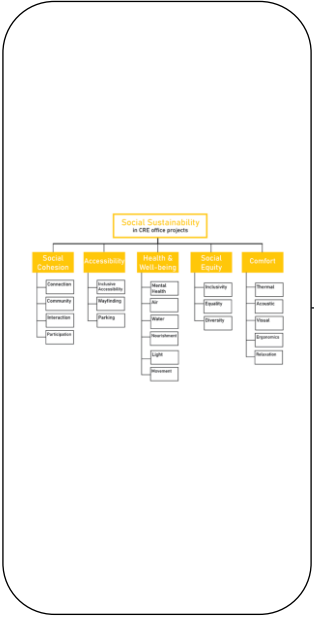 Social Sustainability
in CRE office projects
Social
Cohesion
Accessibility
Health &
Well-being
Social
Equity
Comfort
Connection
Community
Interaction
Participation
Inclusive
Accessibility
Wayfinding
Parking
Mental
Health
Air
Water
Nourishment
Light
Movement
Inclusivity
Equality
Diversity
Thermal
Acoustic
Visual
Ergonomics
Relaxation